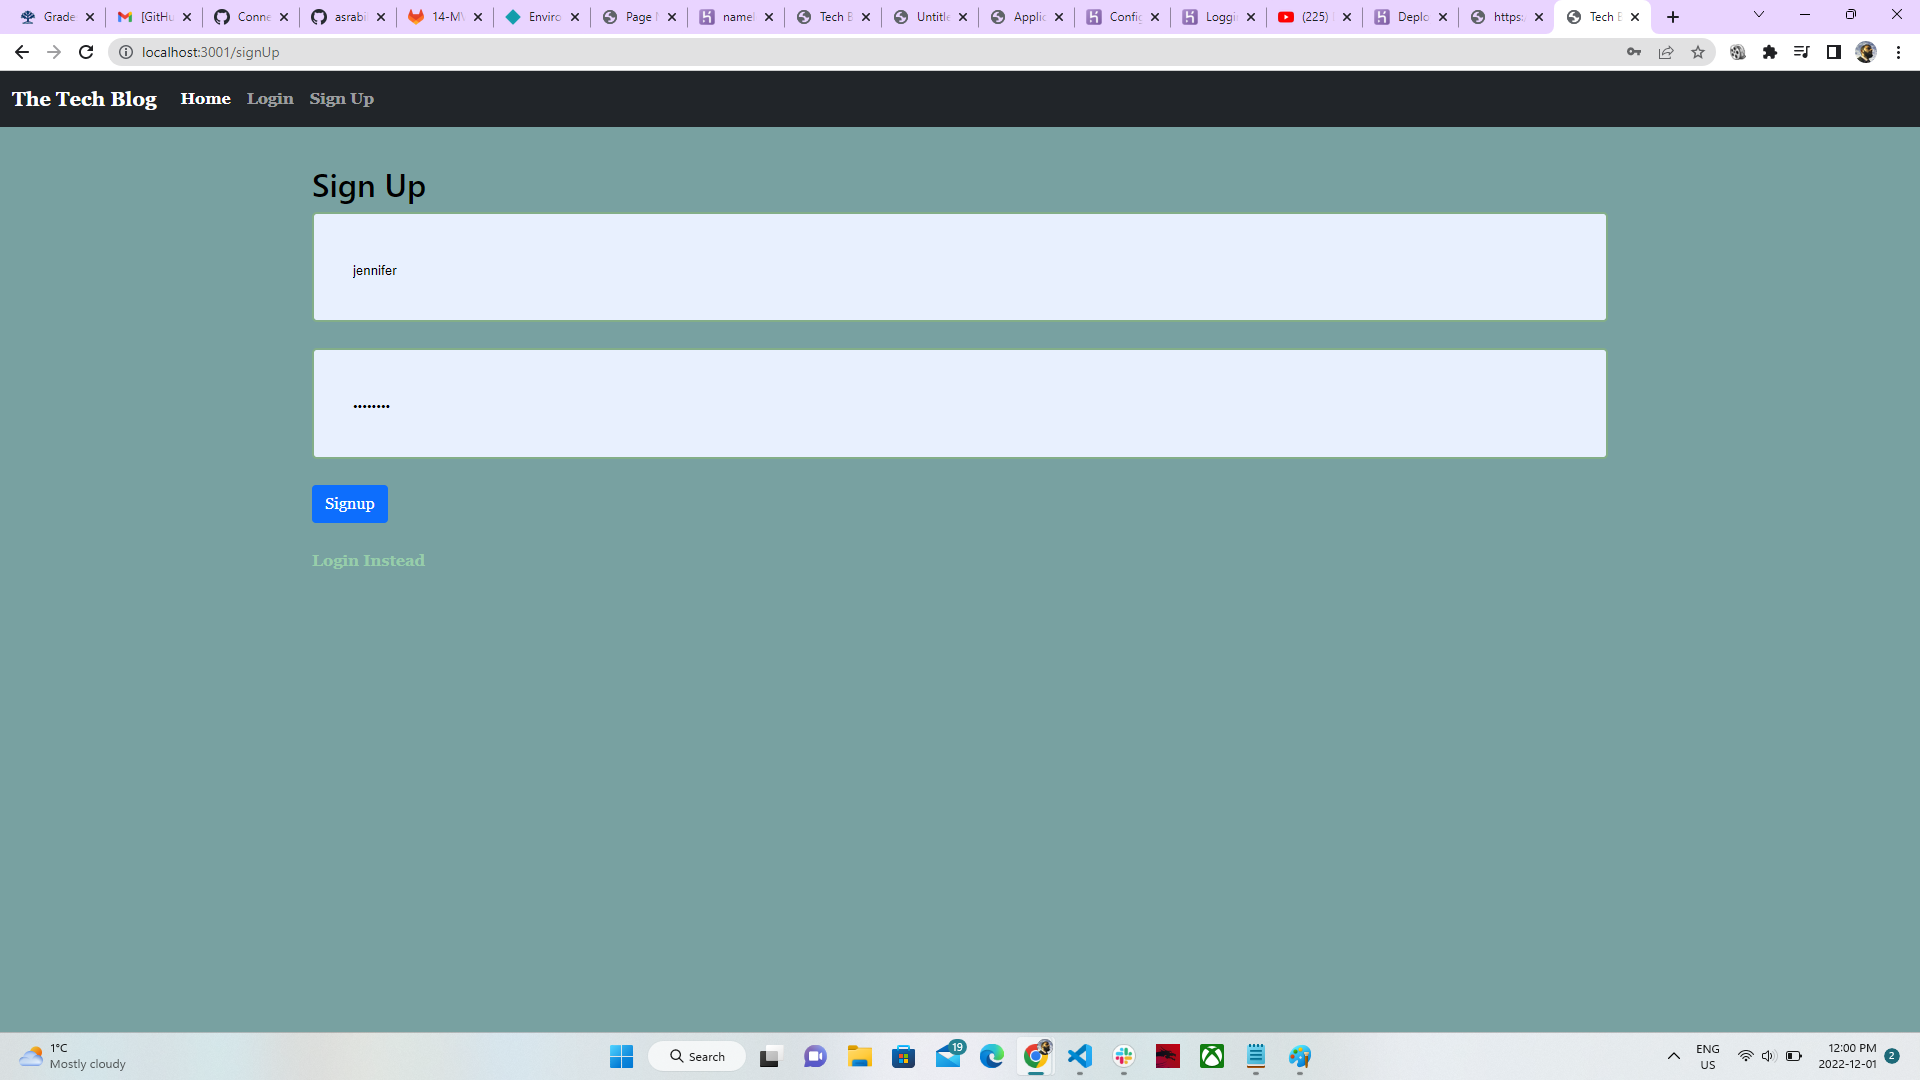 Grade
[GitHu
Conne
asrabi
14-M
Enviro
Page
namel
Tech B
Untitle
Applic
Config
Loggi
(225)
Deplo
https:
Tech B
localhost:3001/signUp
The Tech Blog Home Login Sign Up
Sign Up
jennifer
Signup
Login Instead
1°C
Mostly cloudy
Search
19
ENG
US
12:00 PM
2022-12-01
2